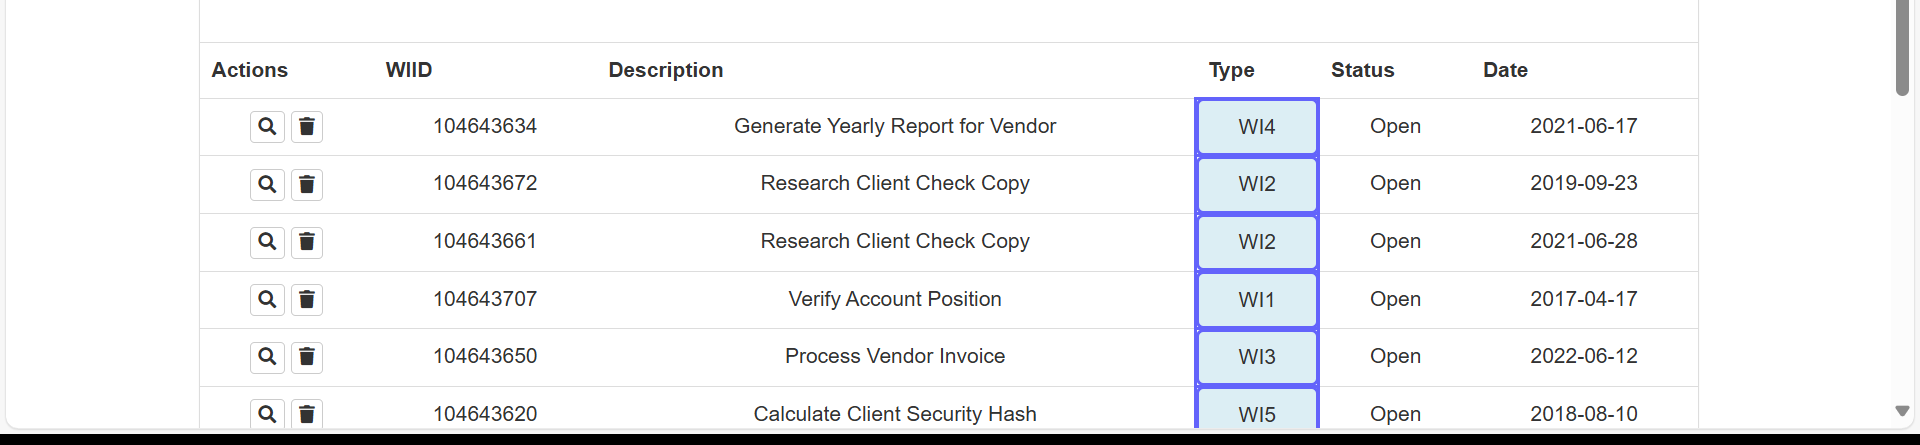 Actions WIID Description Type Status Date
104643634 Generate Yearly Report for Vendor WI4 Open 2021-06-17
104643672 Research Client Check Copy WI2 Open 2019-09-23
104643661 Research Client Check Copy WI2 Open 2021-06-28
104643707 Verify Account Position WI1 Open 2017-04-17
104643650 Process Vendor Invoice WI3 Open 2022-06-12
104643620 Calculate Client Security Hash WI5 Open 2018-08-10